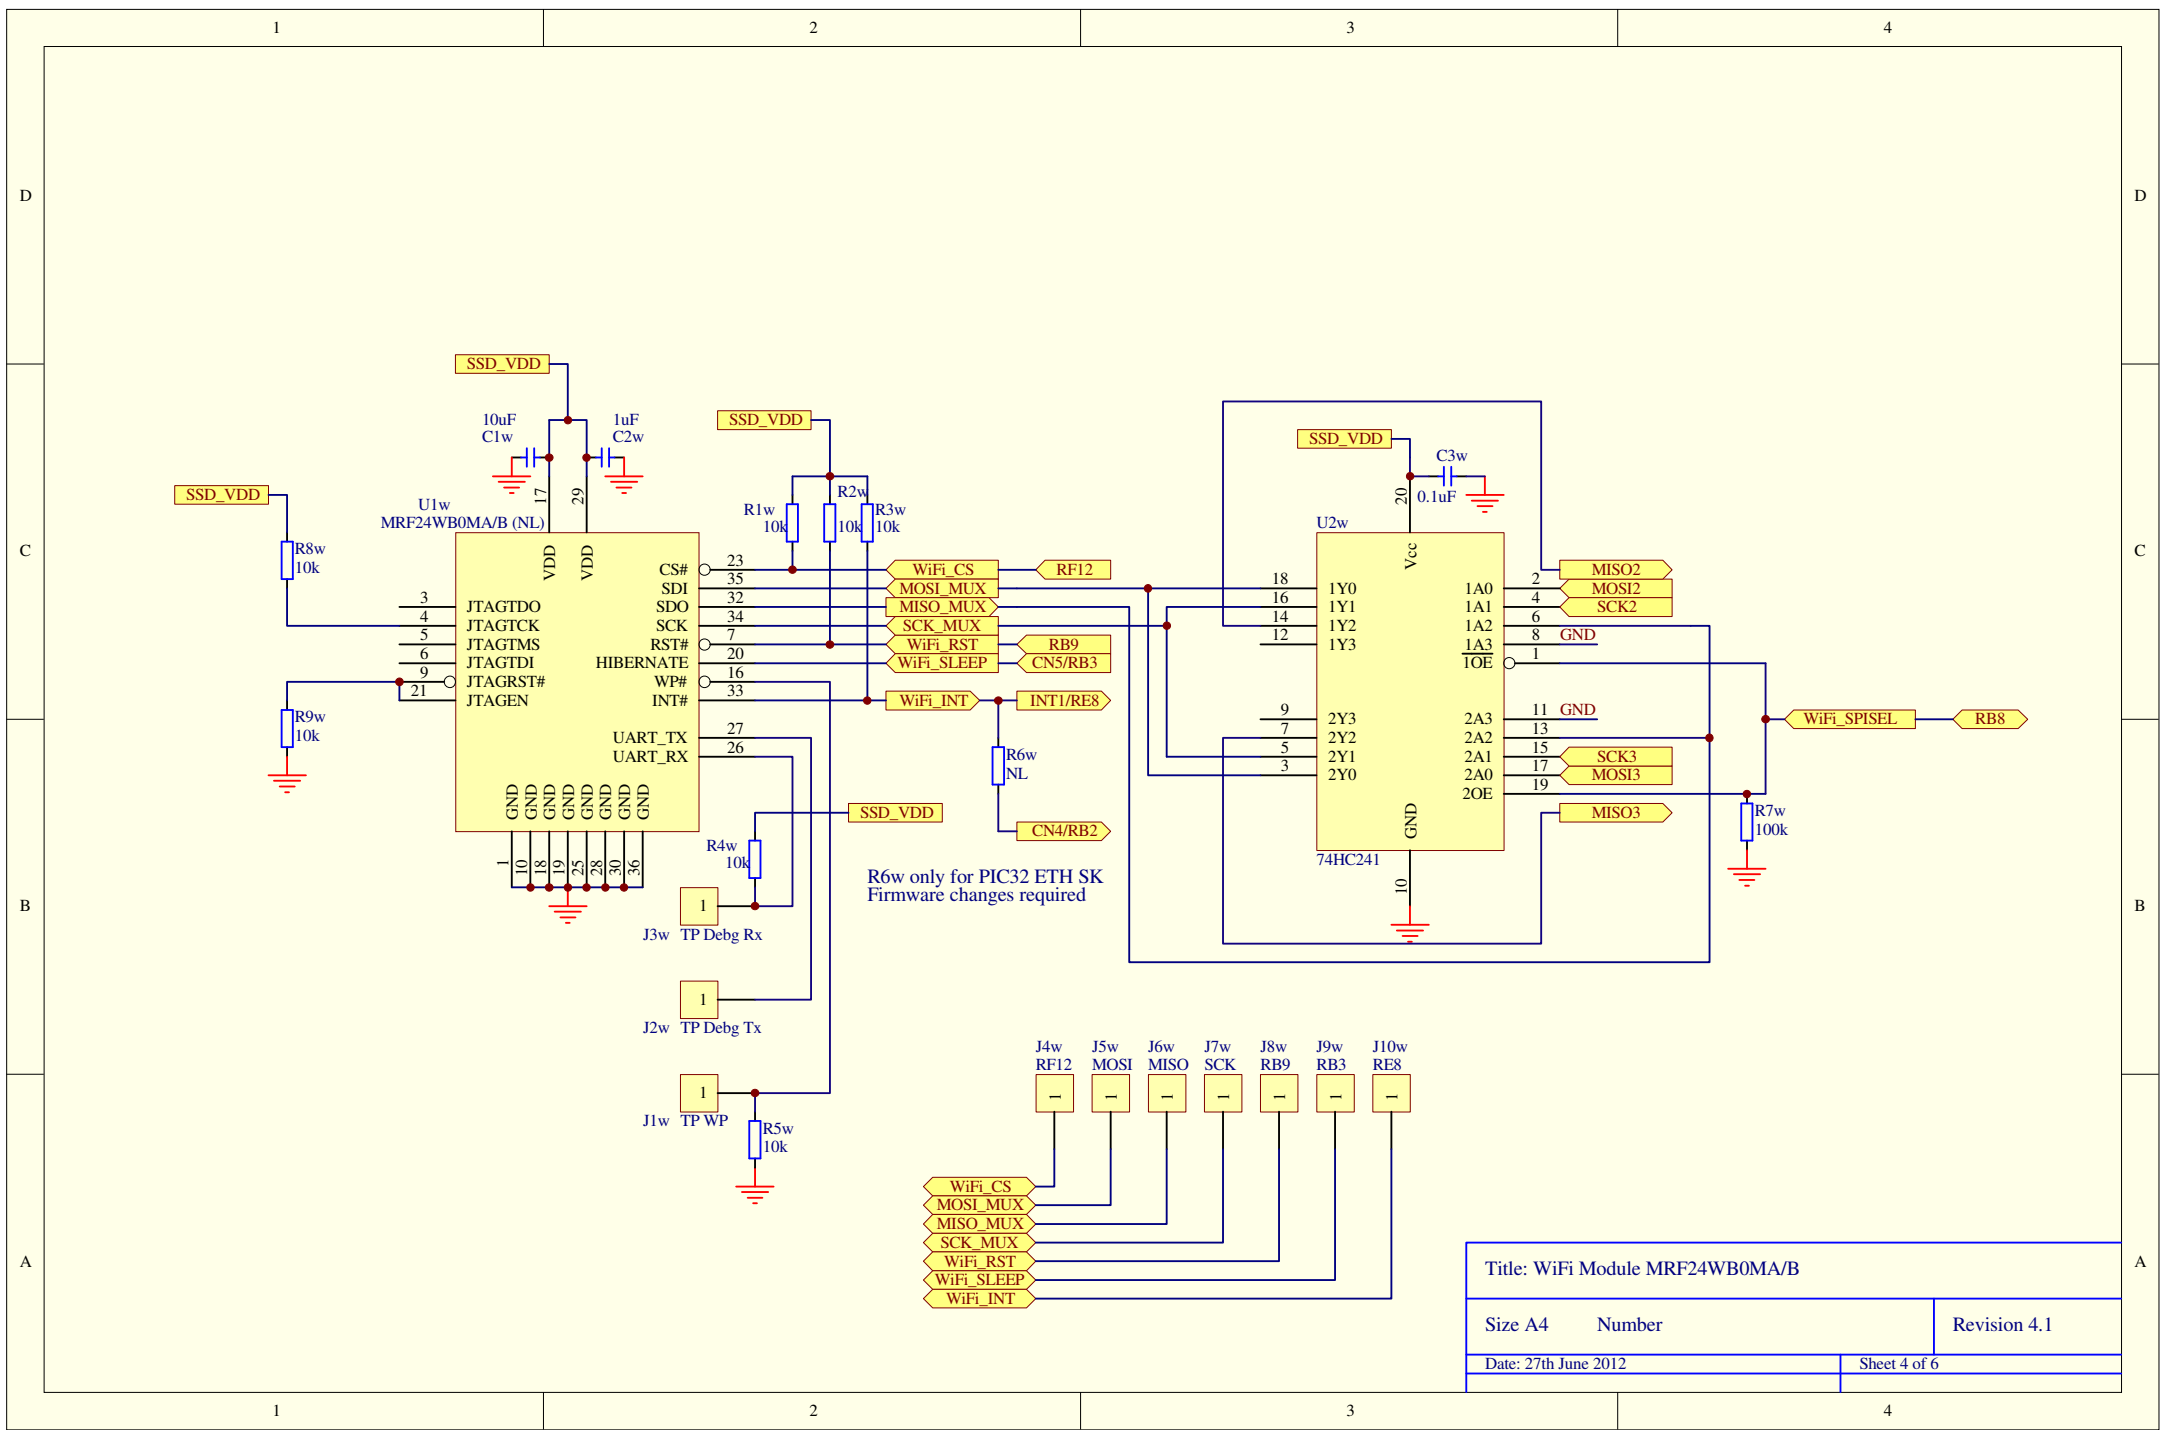 1 2 3 4
D D
SSD_VDD
10uF
C1w
1uF
C2w
SSD_VDD
SSD_VDD
C3w
0.1uF
20
SSD_VDD
17
29
U1w
MRF24WB0MA/B (NL)
R1w
10k
R2w
10k
R3w
10k
U2w
C C
R8w
10k
VDD
VDD
Vcc
CS# 23 WiFi_CS RF12
SDI 35 MOSI_MUX
SDO 32 MISO_MUX
SCK 34 SCK_MUX
RST# 7 WiFi_RST RB9
HIBERNATE 20 WiFi_SLEEP CN5/RB3
WP# 16
INT# 33 WiFi_INT INT1/RE8
UART_TX 27
UART_RX 26
3 JTAGTDO
4 JTAGTCK
5 JTAGTMS
6 JTAGTDI
9 JTAGRST#
21 JTAGEN
R9w
10k
GND GND GND GND GND GND GND GND
1 10 18 19 25 28 30 36
MISO2
18 1Y0 1A0 2 MOSI2
16 1Y1 1A1 4 SCK2
14 1Y2 1A2 6
12 1Y3 1A3 8 GND
1OE 1
9 2Y3 2A3 11 GND
7 2Y2 2A2 13
5 2Y1 2A1 15 SCK3
3 2Y0 2A0 17 MOSI3
2OE 19
MISO3
WiFi_SPISEL RB8
R7w
100k
GND
74HC241
10
R6w
NL
CN4/RB2
SSD_VDD
R4w
10k
R6w only for PIC32 ETH SK
Firmware changes required
B B
1
J3w TP Debg Rx
1
J2w TP Debg Tx
1
J1w TP WP
R5w
10k
J4w J5w J6w J7w J8w J9w J10w
RF12 MOSI MISO SCK RB9 RB3 RE8
1 1 1 1 1 1 1
WiFi_CS
MOSI_MUX
MISO_MUX
SCK_MUX
WiFi_RST
WiFi_SLEEP
WiFi_INT
A A
Title: WiFi Module MRF24WB0MA/B
Size A4 Number Revision 4.1
Date: 27th June 2012 Sheet 4 of 6
1 2 3 4